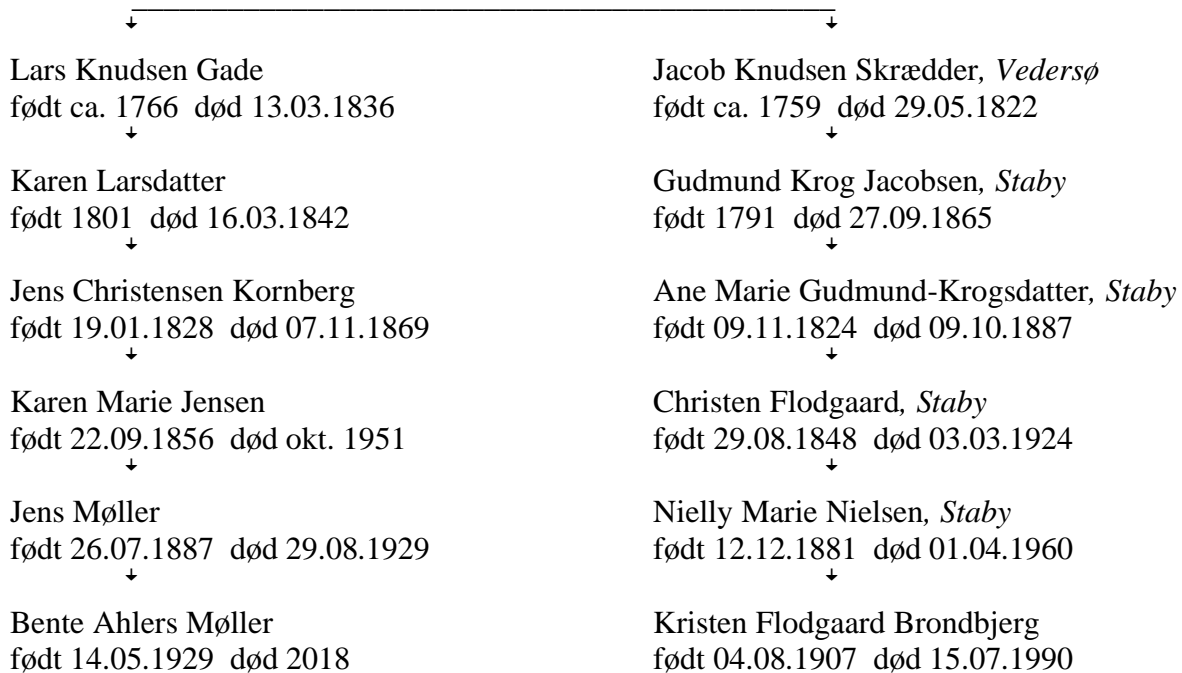 Lars Knudsen Gade
født ca. 1766 død 13.03.1836
Karen Larsdatter
født 1801 død 16.03.1842
Jens Christensen Kornberg
født 19.01.1828 død 07.11.1869
Karen Marie Jensen
født 22.09.1856 død okt. 1951
Jens Møller
født 26.07.1887 død 29.08.1929
Bente Ahlers Møller
født 14.05.1929 død 2018
Jacob Knudsen Skrædder, Vedersø
født ca. 1759 død 29.05.1822
Gudmund Krog Jacobsen, Staby
født 1791 død 27.09.1865
Ane Marie Gudmund-Krogsdatter, Staby
født 09.11.1824 død 09.10.1887
Christen Flodgaard, Staby
født 29.08.1848 død 03.03.1924
Nielly Marie Nielsen, Staby
født 12.12.1881 død 01.04.1960
Kristen Flodgaard Brondbjerg
født 04.08.1907 død 15.07.1990